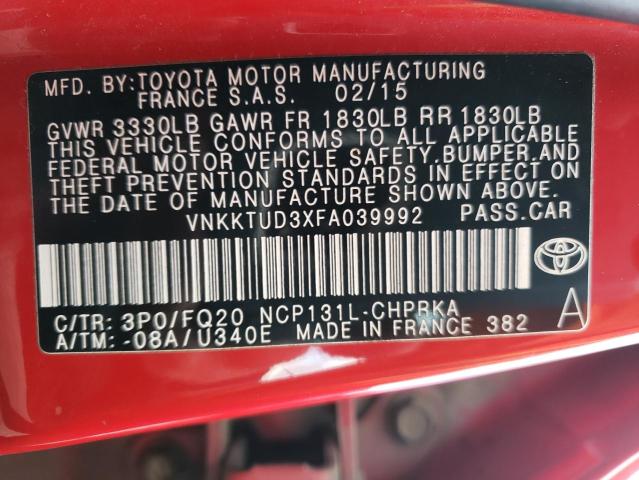 MFD. BY:TOYOTA MOTOR MANUFACTURING
FRANCE S.A.S. 02/15
GVWR 3330LB GAWR FR 1830LB RR 1830LB
THIS VEHICLE CONFORMS TO ALL APPLICABLE
FEDERAL MOTOR VEHICLE SAFETY,BUMPER,AND
THEFT PREVENTION STANDARDS IN EFFECT ON
THE DATE OF MANUFACTURE SHOWN ABOVE.
VNKKTUD3XFA039992 PASS.CAR
C/TR: 3P0/FQ20 NCP131L-CHPRKA A
A/TM: -08A/U340E MADE IN FRANCE 382